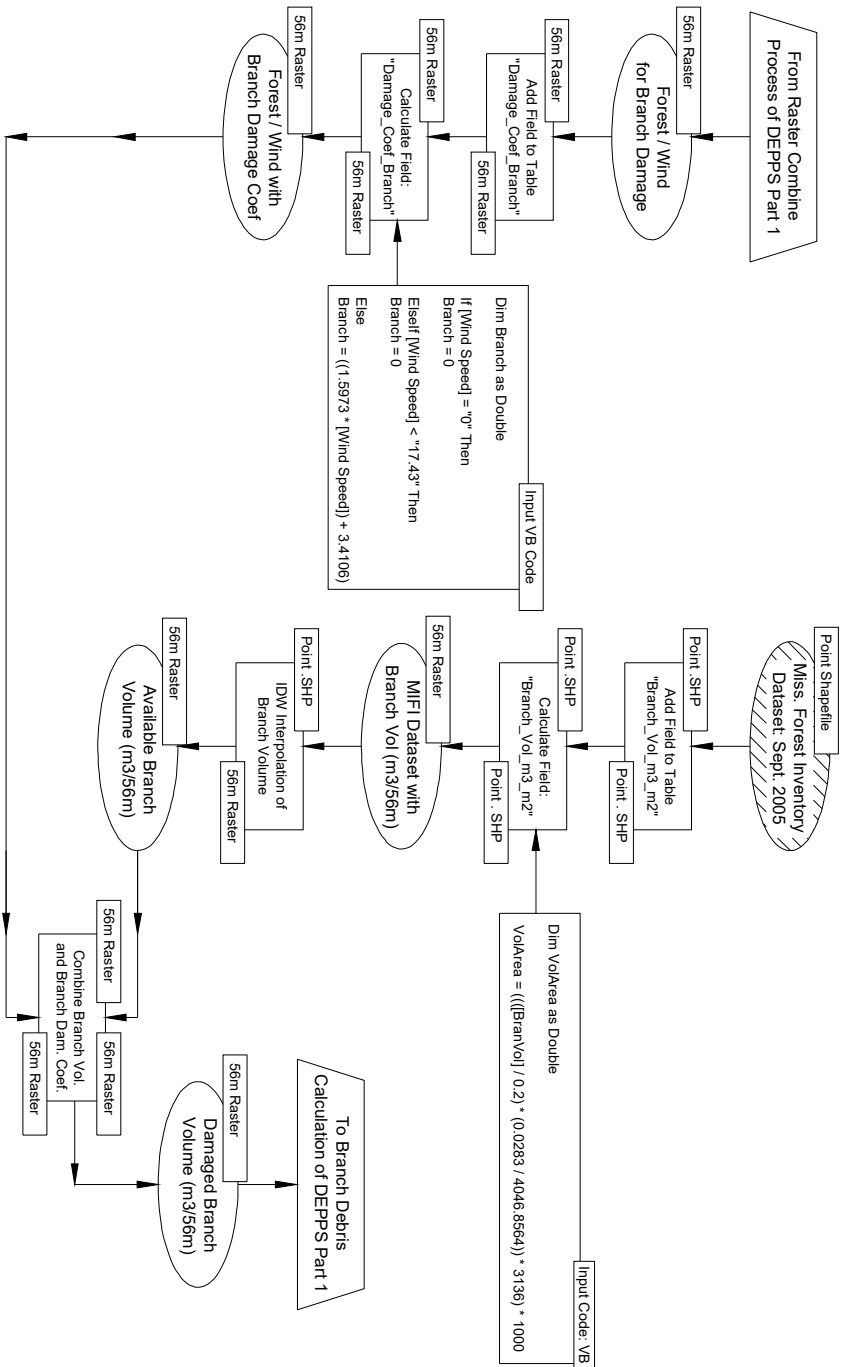 From Raster Combine
Process of DEPPS Part 1
56m Raster
Forest / Wind
for Branch Damage
56m Raster
Add Field to Table
"Damage_Coef_Branch"
56m Raster
56m Raster
Calculate Field:
"Damage_Coef_Branch"
56m Raster
56m Raster
Forest / Wind with
Branch Damage Coef
Input VB Code
Dim Branch as Double
If [Wind Speed] = "0" Then
Branch = 0
ElseIf [Wind Speed] < "17.43" Then
Branch = 0
Else
Branch = ((1.5973 * [Wind Speed]) + 3.4106)
Point Shapefile
Miss. Forest Inventory
Dataset: Sept. 2005
Point .SHP
Add Field to Table
"Branch_Vol_m3_m2"
Point .SHP
Point .SHP
Calculate Field:
"Branch_Vol_m3_m2"
Point . SHP
56m Raster
MIFI Dataset with
Branch Vol (m3/56m)
Point .SHP
IDW Interpolation of
Branch Volume
56m Raster
56m Raster
Available Branch
Volume (m3/56m)
Input Code: VB
Dim VolArea as Double
VolArea = (((([BranVol] / 0.2) * (0.0283 / 4046.8564)) * 3136) * 1000
56m Raster
56m Raster
Combine Branch Vol.
and Branch Dam. Coef.
56m Raster
56m Raster
Damaged Branch
Volume (m3/56m)
To Branch Debris
Calculation of DEPPS Part 1